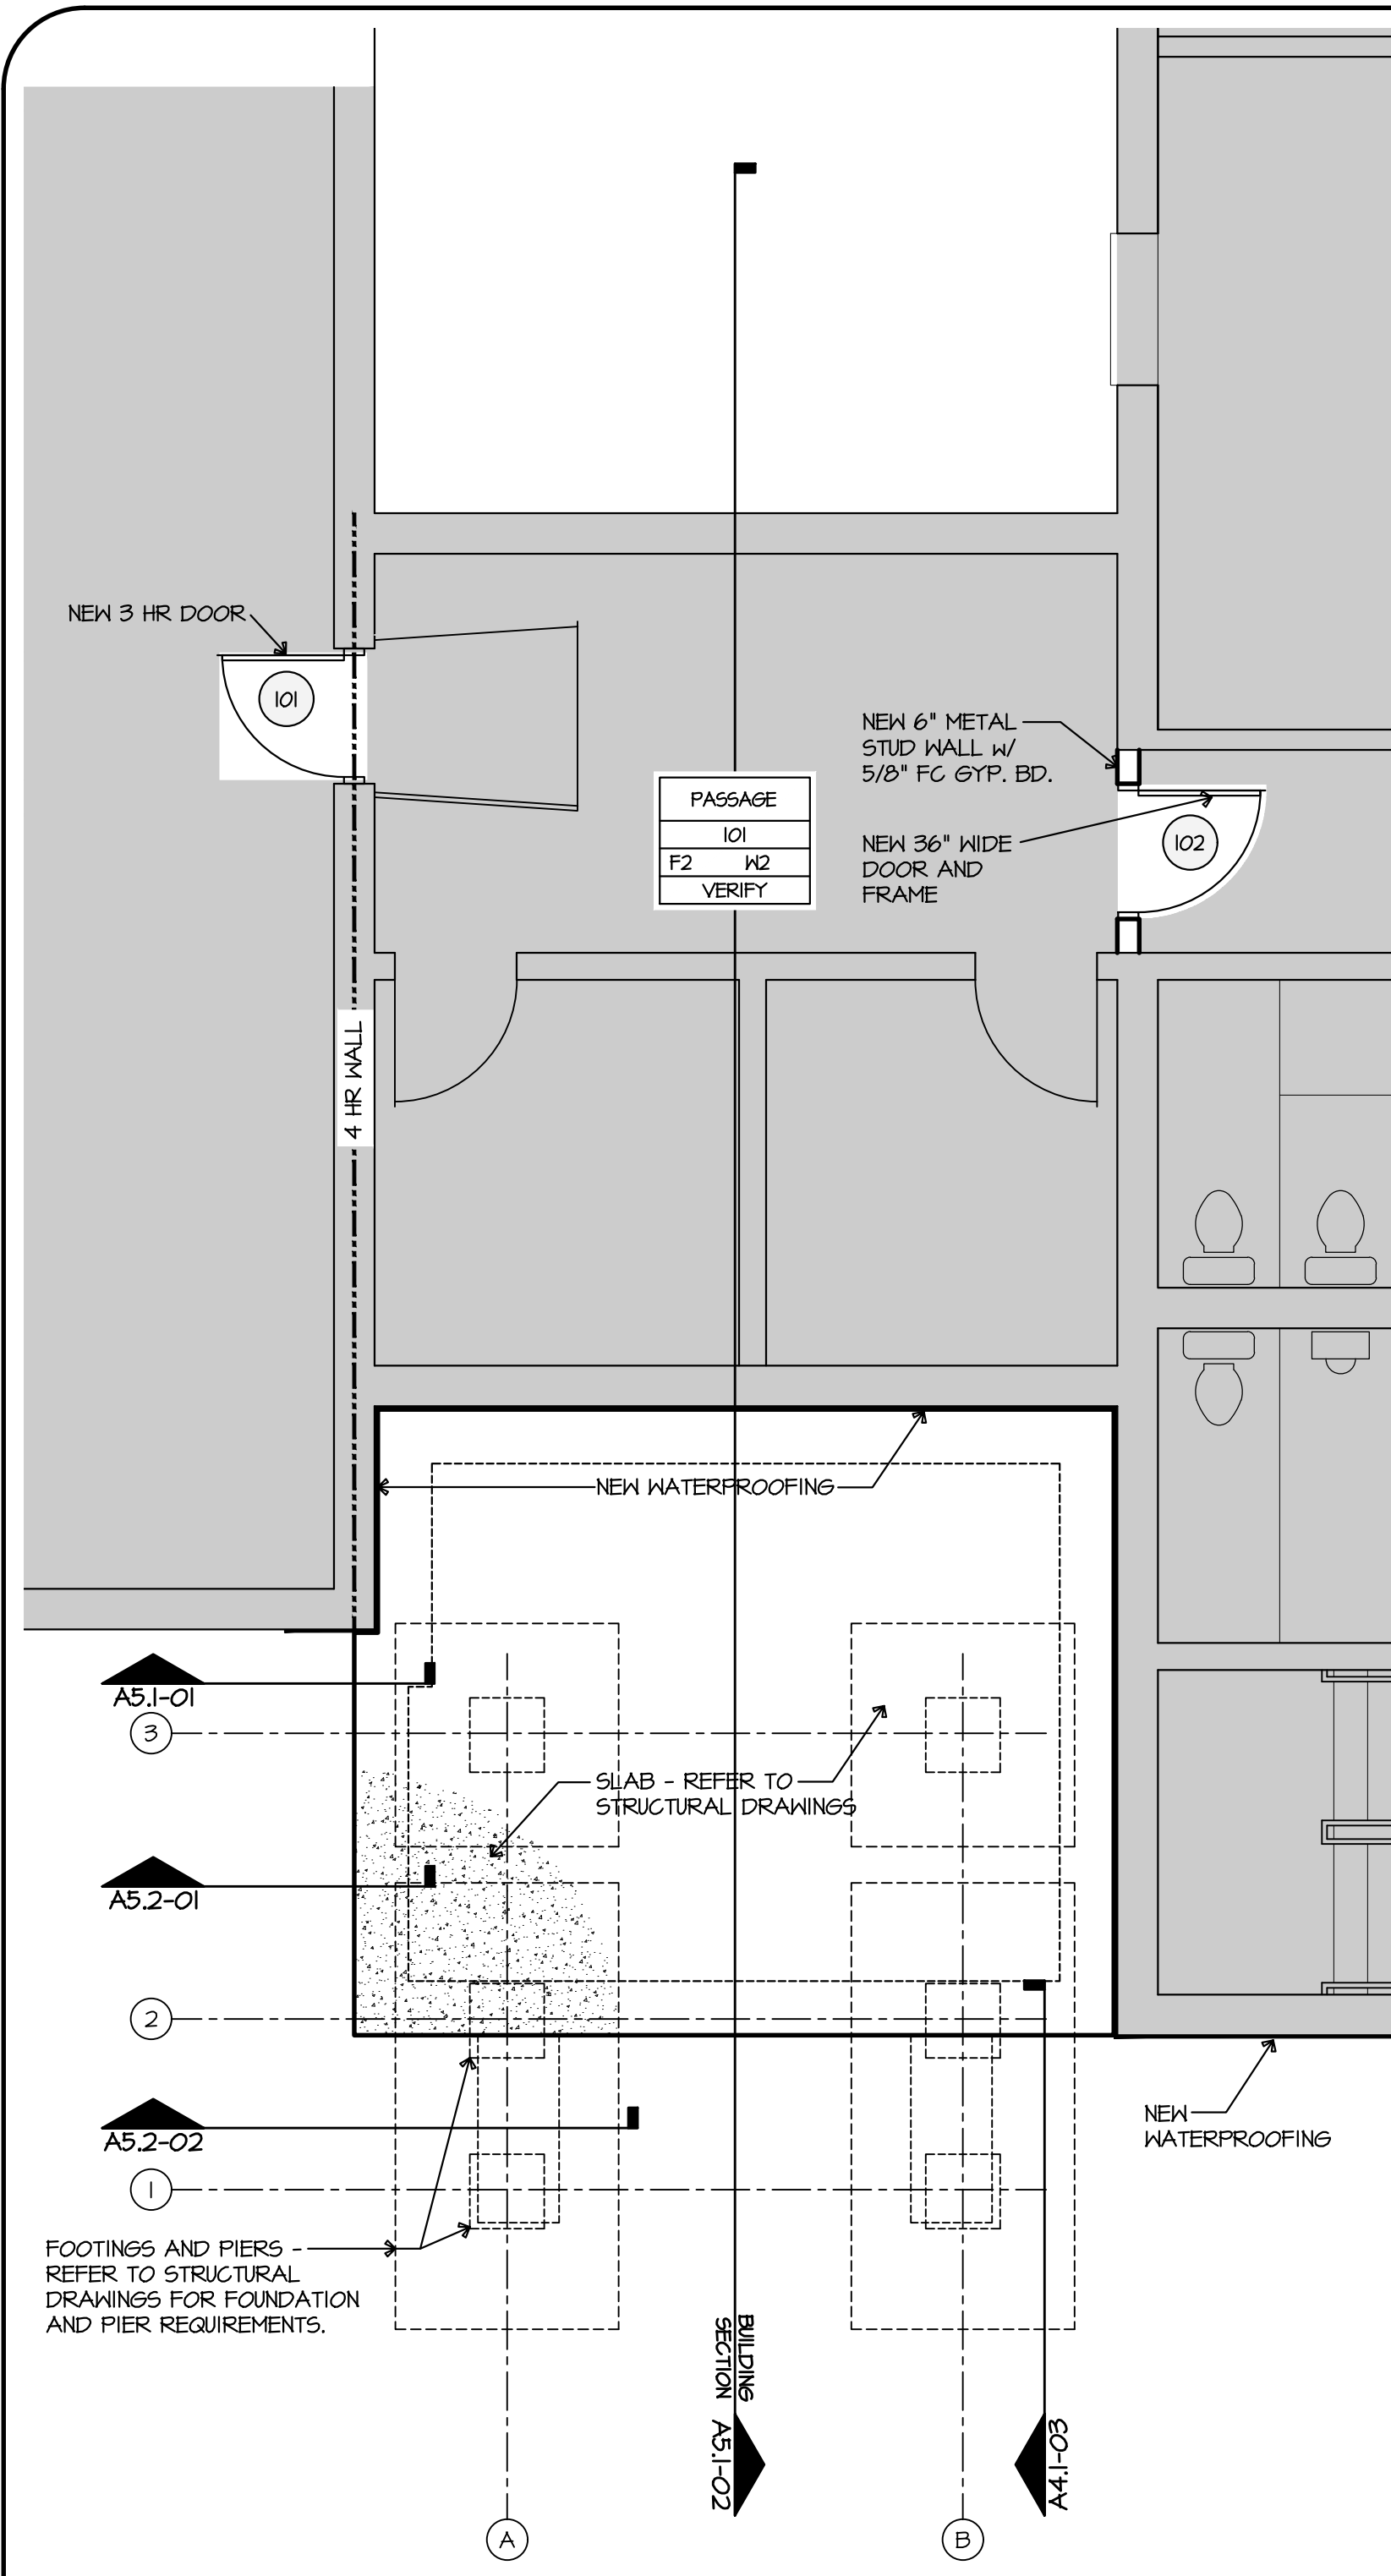 NEW 3 HR DOOR
101
NEW 6" METAL
STUD WALL W/
5/8" FC GYP. BD.
PASSAGE
101
F2 W2
VERIFY
NEW 36" WIDE
DOOR AND
FRAME
102
4 HR WALL
NEW WATERPROOFING
A5.1-01
3
SLAB - REFER TO
STRUCTURAL DRAWINGS
A5.2-01
2
A5.2-02
NEW
WATERPROOFING
1
FOOTINGS AND PIERS -
REFER TO STRUCTURAL
DRAWINGS FOR FOUNDATION
AND PIER REQUIREMENTS.
BUILDING
SECTION
A5.1-02
A4.1-03
A
B